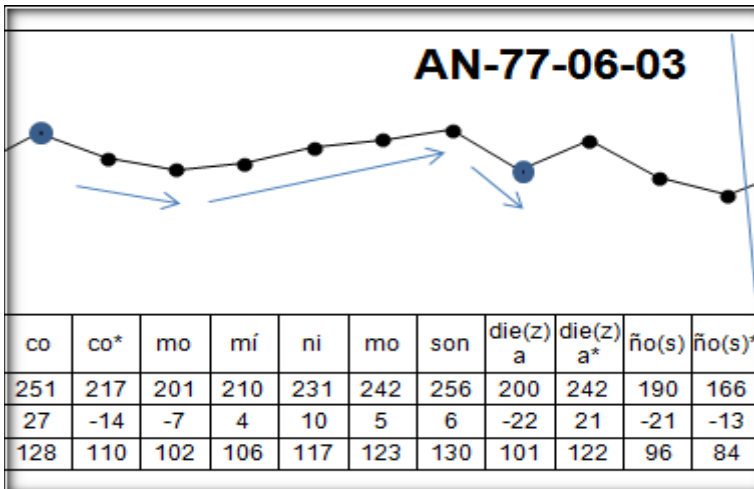 AN-77-06-03
co co* mo mí ni mo son die(z) a die(z) a* ño(s) ño(s)*
251 217 201 210 231 242 256 200 242 190 166
27 -14 -7 4 10 5 6 -22 21 -21 -13
128 110 102 106 117 123 130 101 122 96 84